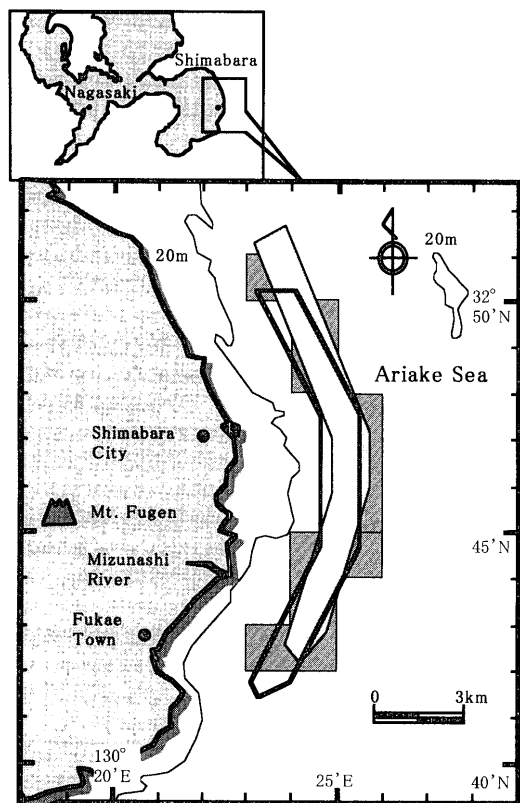 Shimabara
Nagasaki
20m
20m
32°
50'N
Ariake Sea
Shimabara
City
Mt. Fugen
45'N
Mizunashi
River
Fukae
Town
0 3km
130°
20'E
25'E
40'N